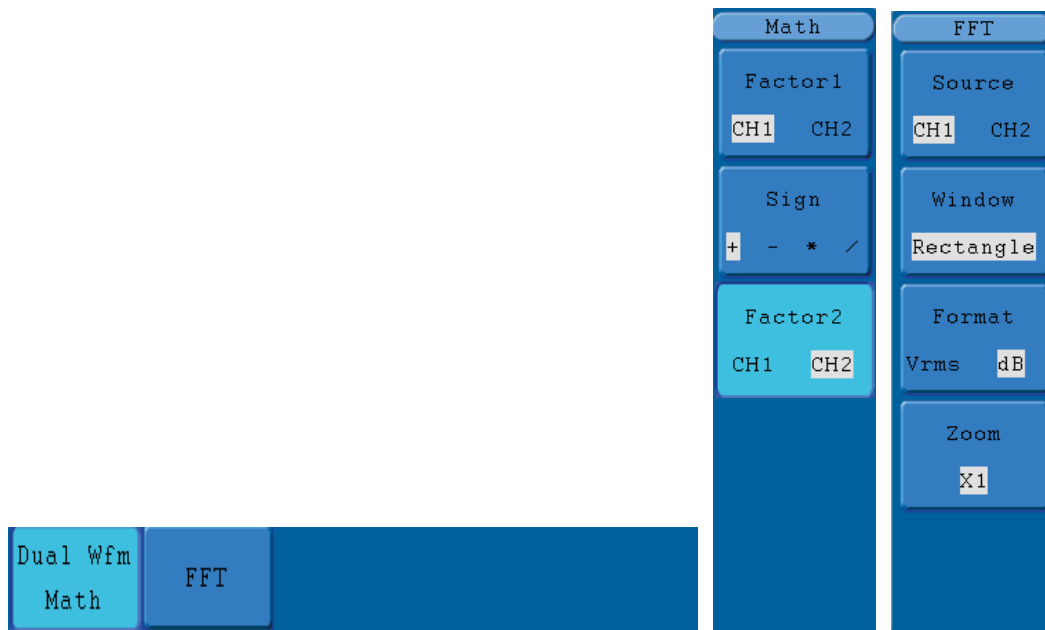 Math
Factor1
CH1 CH2
Sign
+ - * /
Factor2
CH1 CH2
FFT
Source
CH1 CH2
Window
Rectangle
Format
Vrms dB
Zoom
X1
Dual Wfm
Math
FFT